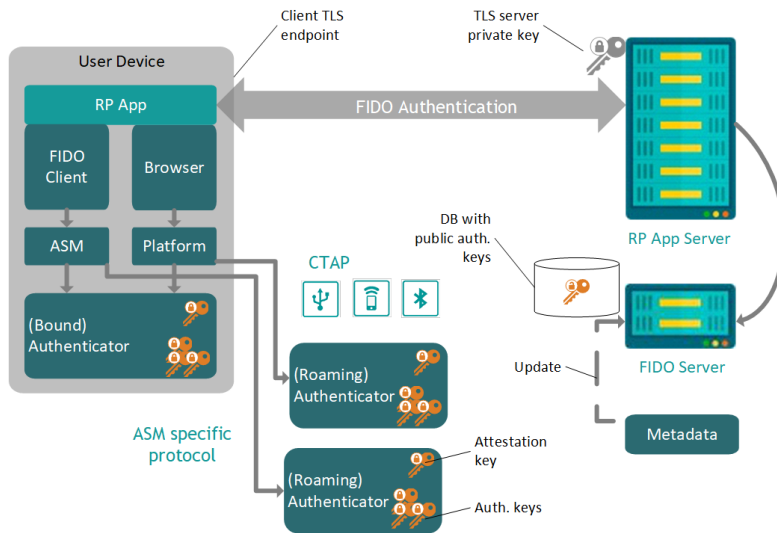 Client TLS
endpoint
TLS server
private key
User Device
RP App
FIDO Authentication
FIDO
Client
Browser
DB with
public auth.
keys
RP App Server
ASM
Platform
CTAP
(Bound)
Authenticator
FIDO Server
(Roaming)
Authenticator
Update
ASM specific
protocol
Attestation
key
Metadata
(Roaming)
Authenticator
Auth. keys